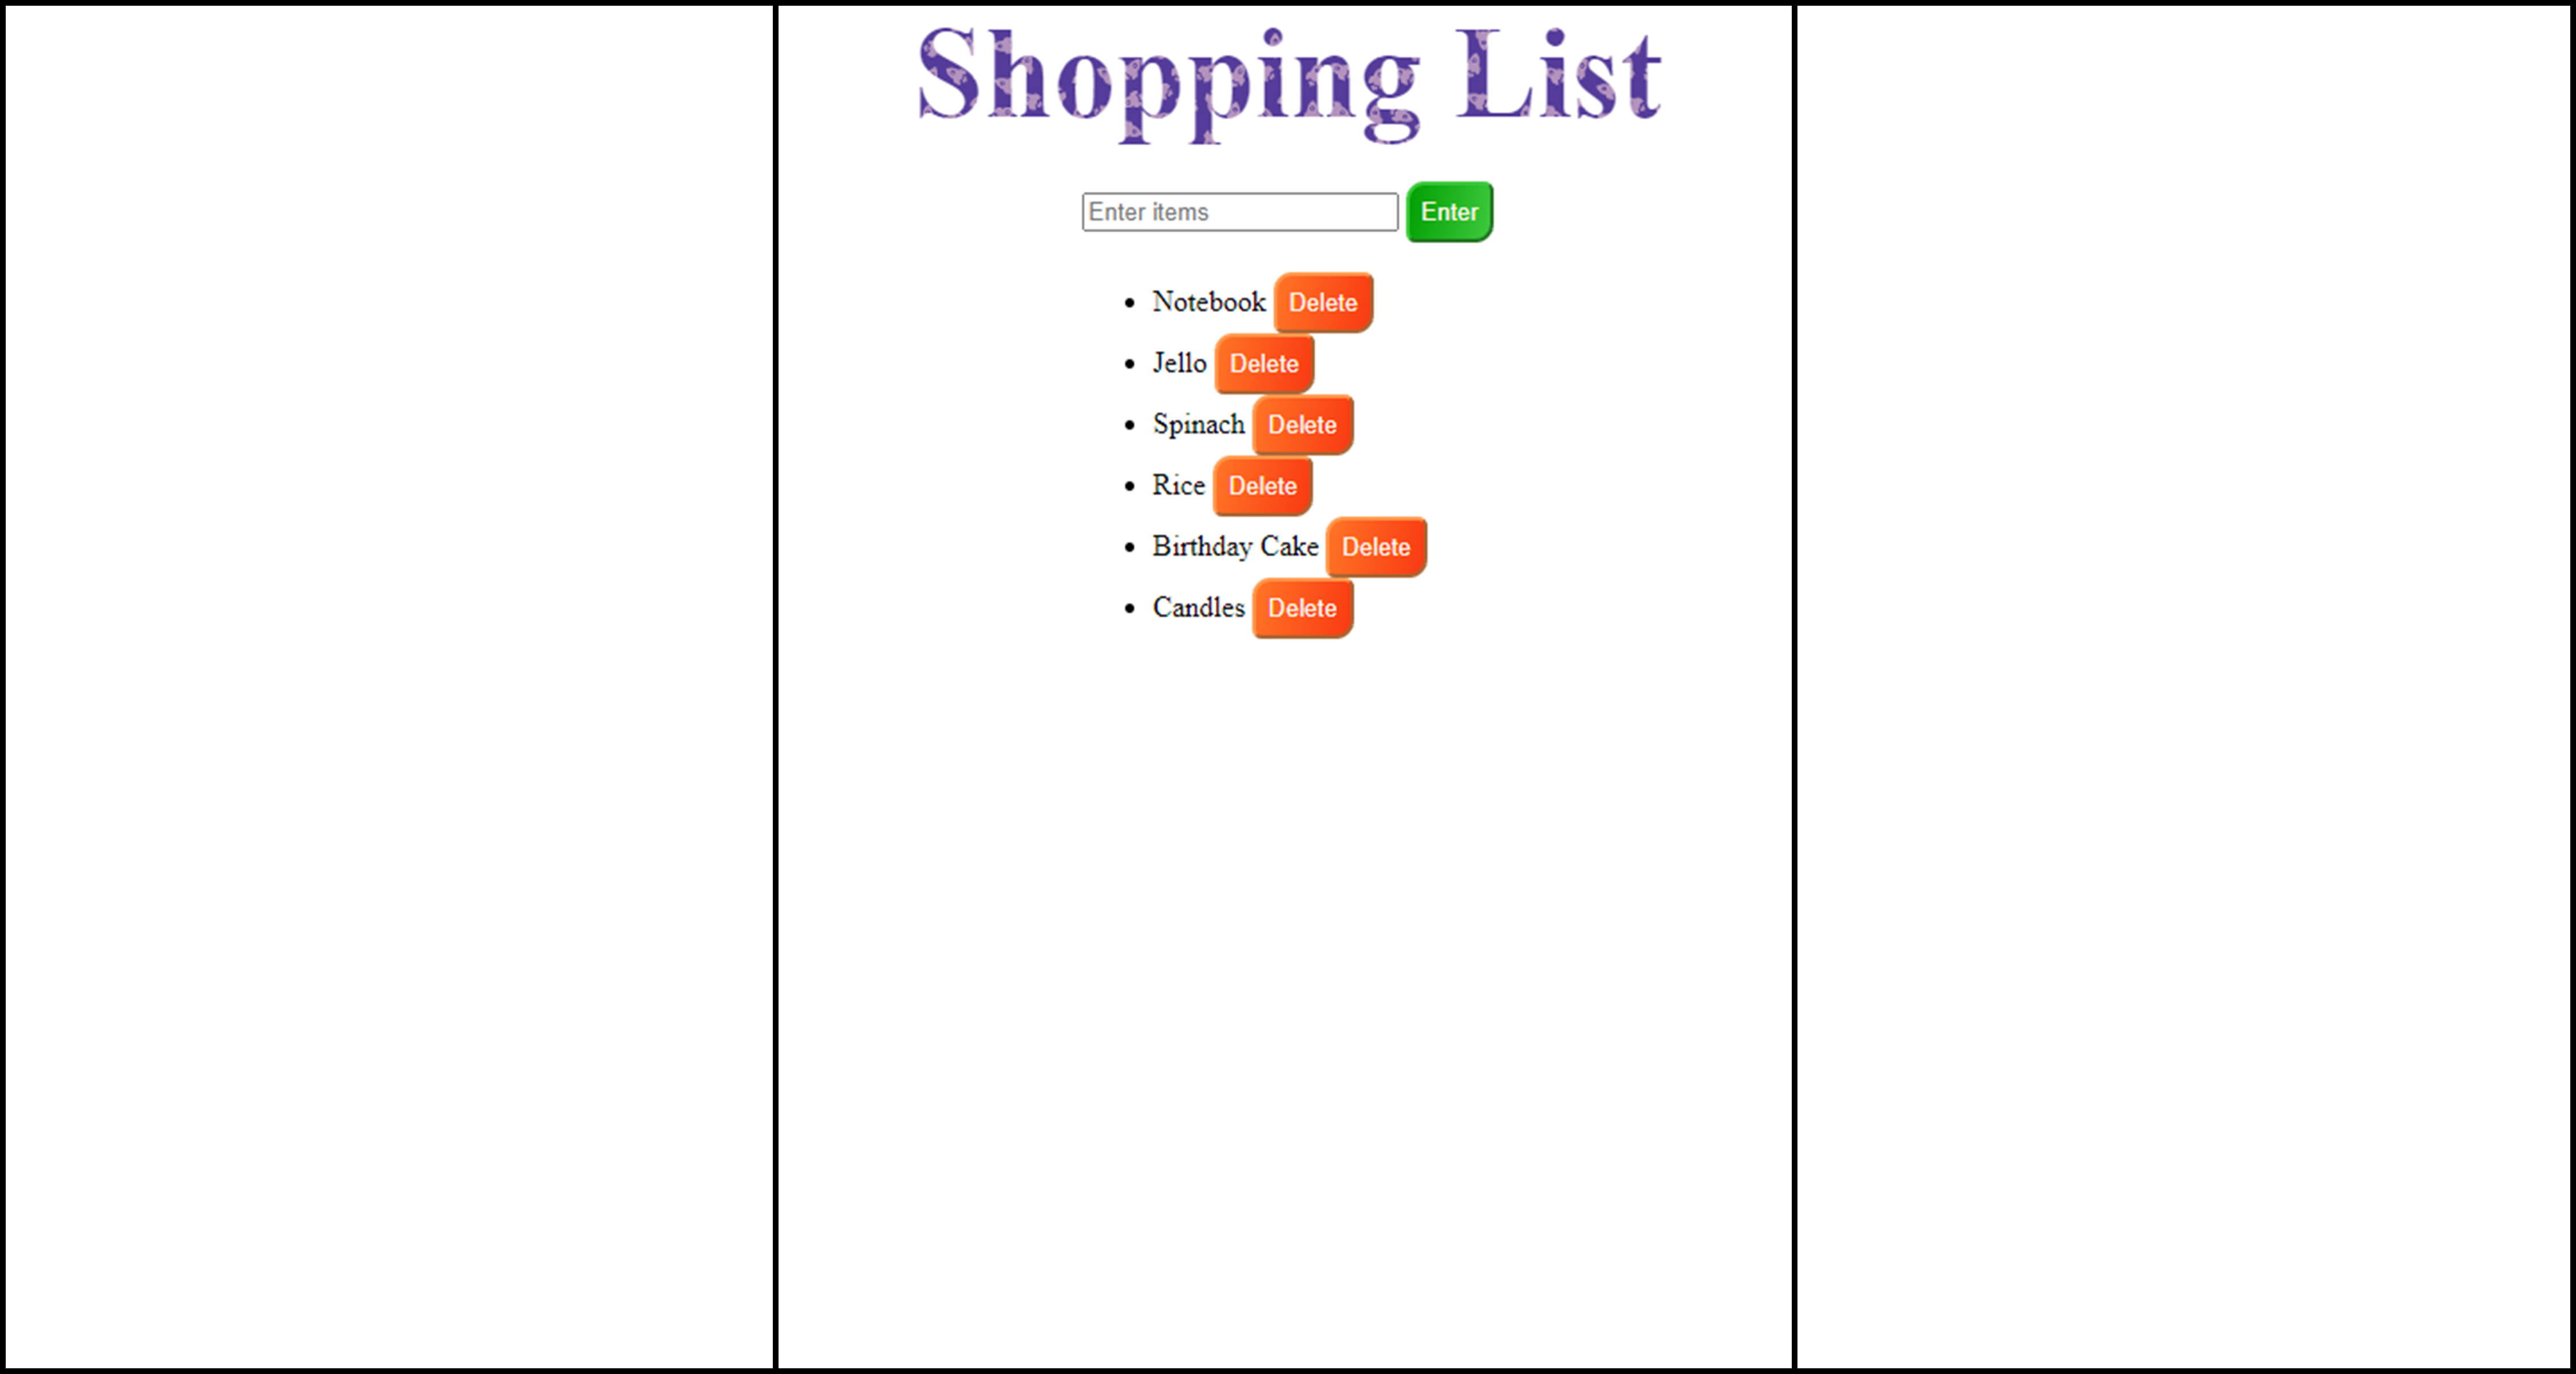 Shopping List
Enter items Enter
Notebook Delete
Jello Delete
Spinach Delete
Rice Delete
Birthday Cake Delete
Candles Delete